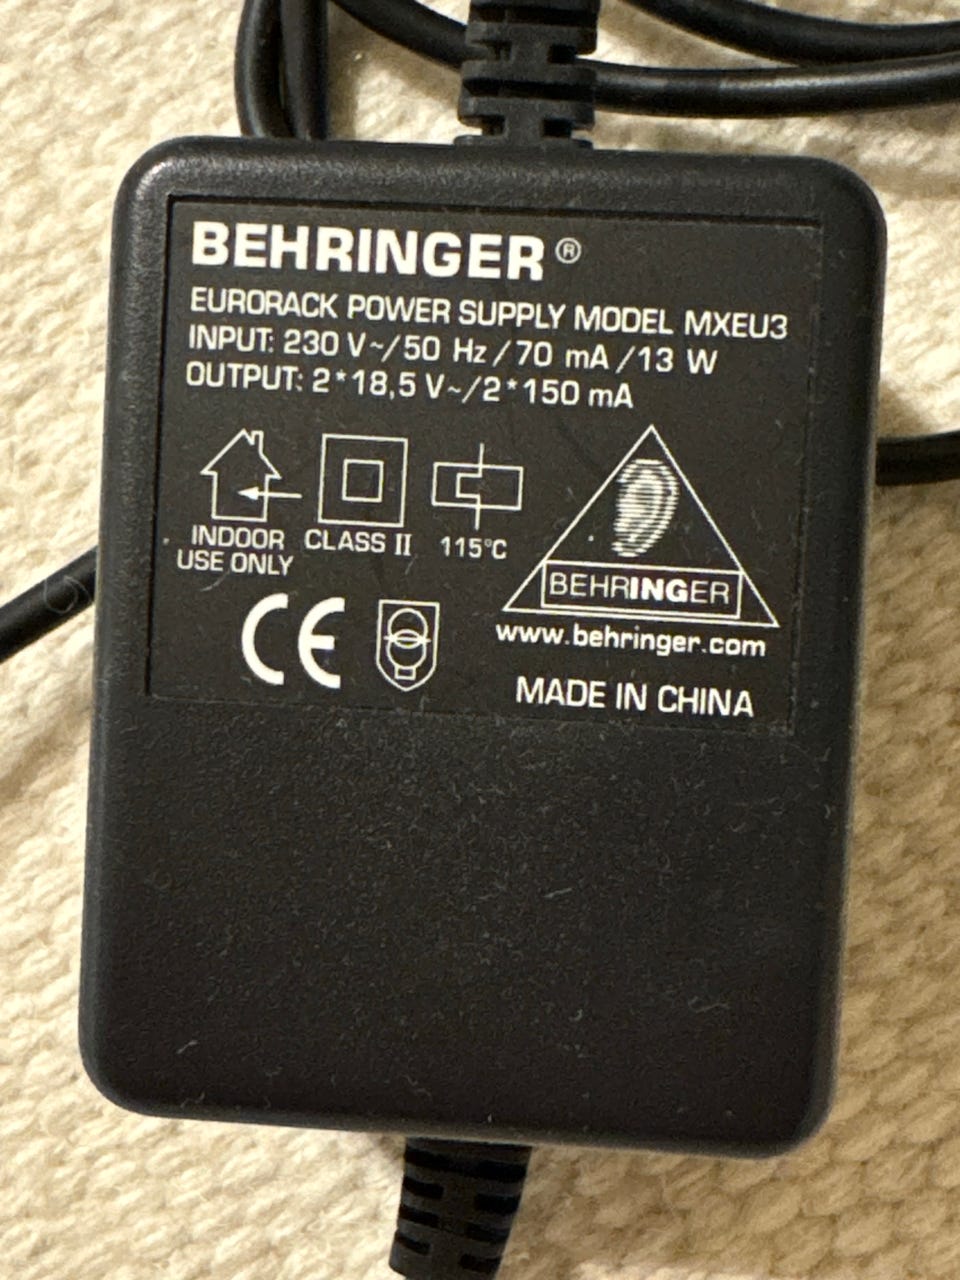 BEHRINGER®
EURORACK POWER SUPPLY MODEL MXEU3
INPUT: 230 V~/50 Hz/70 mA/13 W
OUTPUT: 2*18,5 V~/2*150 mA
INDOOR
USE ONLY
CLASS II
115°C
BEHRINGER
www.behringer.com
CE
MADE IN CHINA